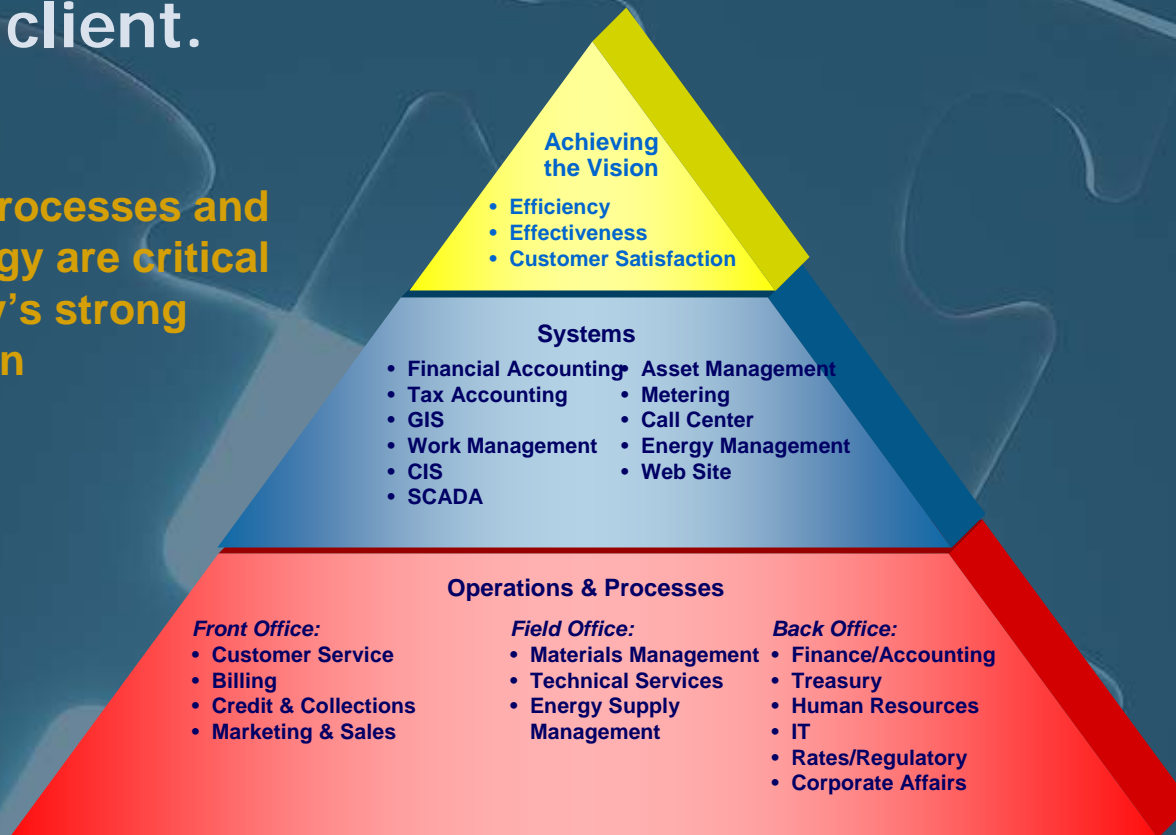 client.
rocesses and
gy are critical
y's strong
n
Achieving
the Vision
• Efficiency
• Effectiveness
• Customer Satisfaction
Systems
• Financial Accounting
• Tax Accounting
• GIS
• Work Management
• CIS
• SCADA
• Asset Management
• Metering
• Call Center
• Energy Management
• Web Site
Operations & Processes
Front Office:
• Customer Service
• Billing
• Credit & Collections
• Marketing & Sales
Field Office:
• Materials Management
• Technical Services
• Energy Supply
Management
Back Office:
• Finance/Accounting
• Treasury
• Human Resources
• IT
• Rates/Regulatory
• Corporate Affairs